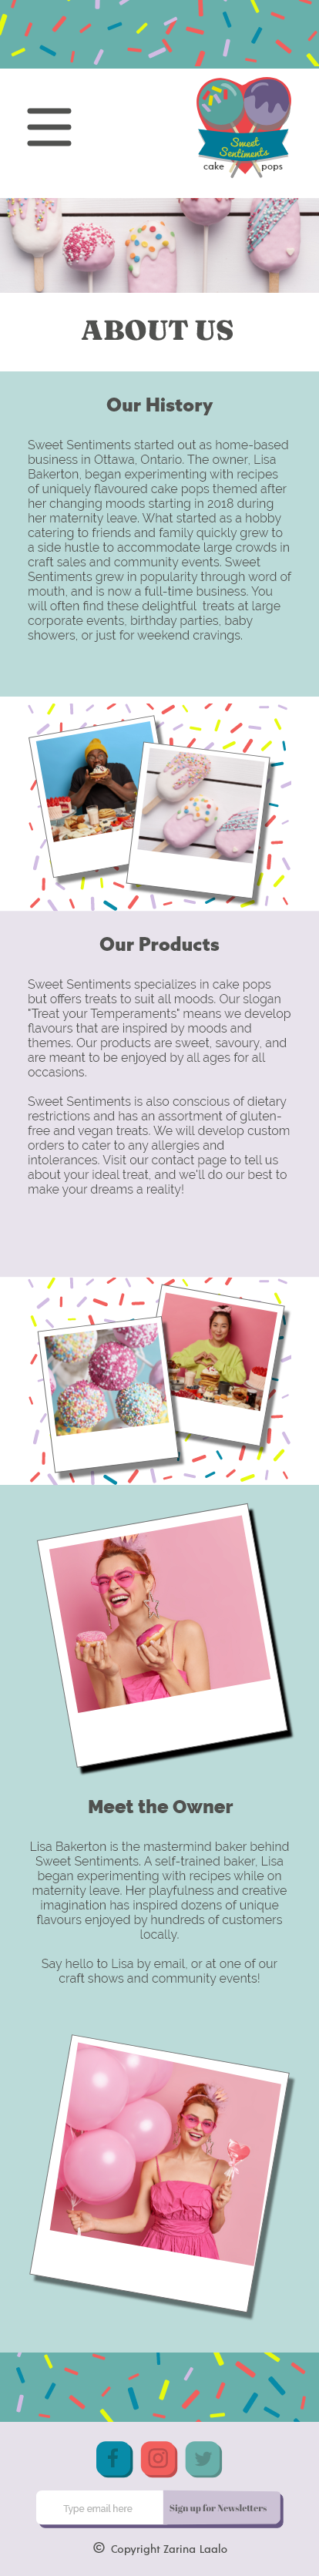 Sweet
Sentiments
cake pops
ABOUT US
Our History
Sweet Sentiments started out as home-based
business in Ottawa, Ontario. The owner, Lisa
Bakerton, began experimenting with recipes
of uniquely flavoured cake pops themed after
her changing moods starting in 2018 during
her maternity leave. What started as a hobby
catering to friends and family quickly grew to
a side hustle to accommodate large crowds in
craft sales and community events. Sweet
Sentiments grew in popularity through word of
mouth, and is now a full-time business. You
will often find these delightful  treats at large
corporate events, birthday parties, baby
showers, or just for weekend cravings.
Our Products
Sweet Sentiments specializes in cake pops
but offers treats to suit all moods. Our slogan
"Treat your Temperaments" means we develop
flavours that are inspired by moods and
themes. Our products are sweet, savoury, and
are meant to be enjoyed by all ages for all
occasions.
Sweet Sentiments is also conscious of dietary
restrictions and has an assortment of gluten-
free and vegan treats. We will develop custom
orders to cater to any allergies and
intolerances. Visit our contact page to tell us
about your ideal treat, and we'll do our best to
make your dreams a reality!
Meet the Owner
Lisa Bakerton is the mastermind baker behind
Sweet Sentiments. A self-trained baker, Lisa
began experimenting with recipes while on
maternity leave. Her playfulness and creative
imagination has inspired dozens of unique
flavours enjoyed by hundreds of customers
locally.
Say hello to Lisa by email, or at one of our
craft shows and community events!
Type email here
Sign up for Newsletters
© Copyright Zarina Laalo